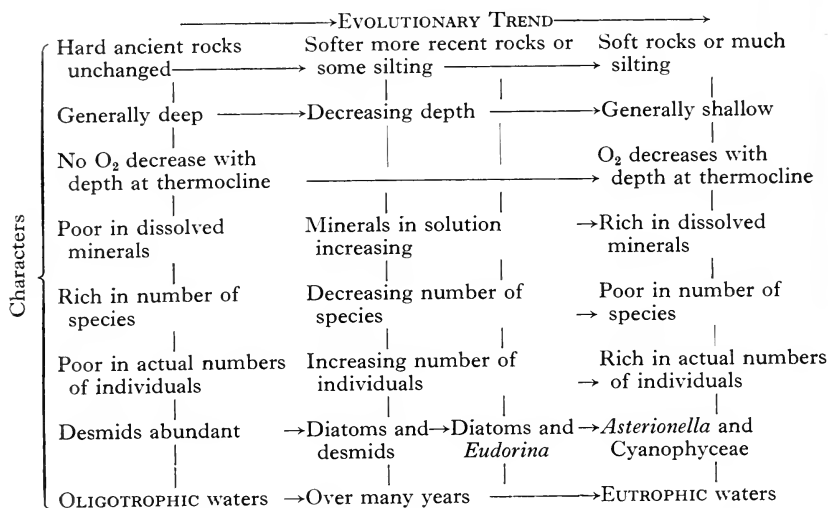 EVOLUTIONARY TREND
Hard ancient rocks unchanged
Softer more recent rocks or some silting
Soft rocks or much silting
Generally deep
Decreasing depth
Generally shallow
No O₂ decrease with depth at thermocline
O₂ decreases with depth at thermocline
Poor in dissolved minerals
Minerals in solution increasing
Rich in dissolved minerals
Rich in number of species
Decreasing number of species
Poor in number of species
Poor in actual numbers of individuals
Increasing number of individuals
Rich in actual numbers of individuals
Desmids abundant
Diatoms and desmids
Diatoms and Eudorina
Asterionella and Cyanophyceae
OLIGOTROPHIC waters
Over many years
EUTROPHIC waters
Characters